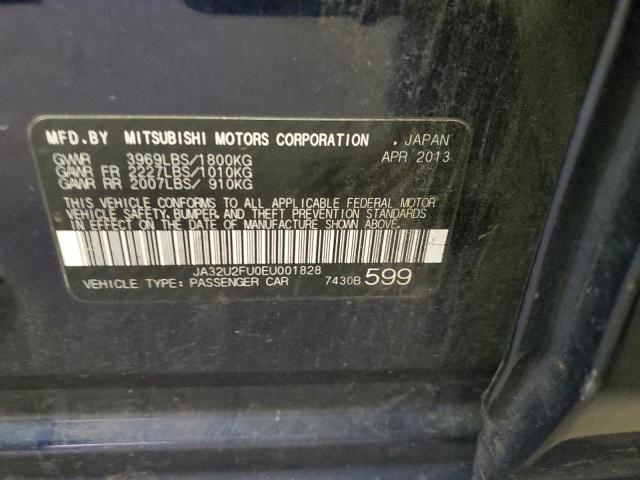 MFD.BY MITSUBISHI MOTORS CORPORATION , JAPAN
GVWR 3969LBS/1800KG APR 2013
GAWR FR 2227LBS/1010KG
GAWR RR 2007LBS/ 910KG
THIS VEHICLE CONFORMS TO ALL APPLICABLE FEDERAL MOTOR
VEHICLE SAFETY, BUMPER, AND THEFT PREVENTION STANDARDS
IN EFFECT ON THE DATE OF MANUFACTURE SHOWN ABOVE.
JA32U2FU0EU001828
VEHICLE TYPE: PASSENGER CAR 7430B 599